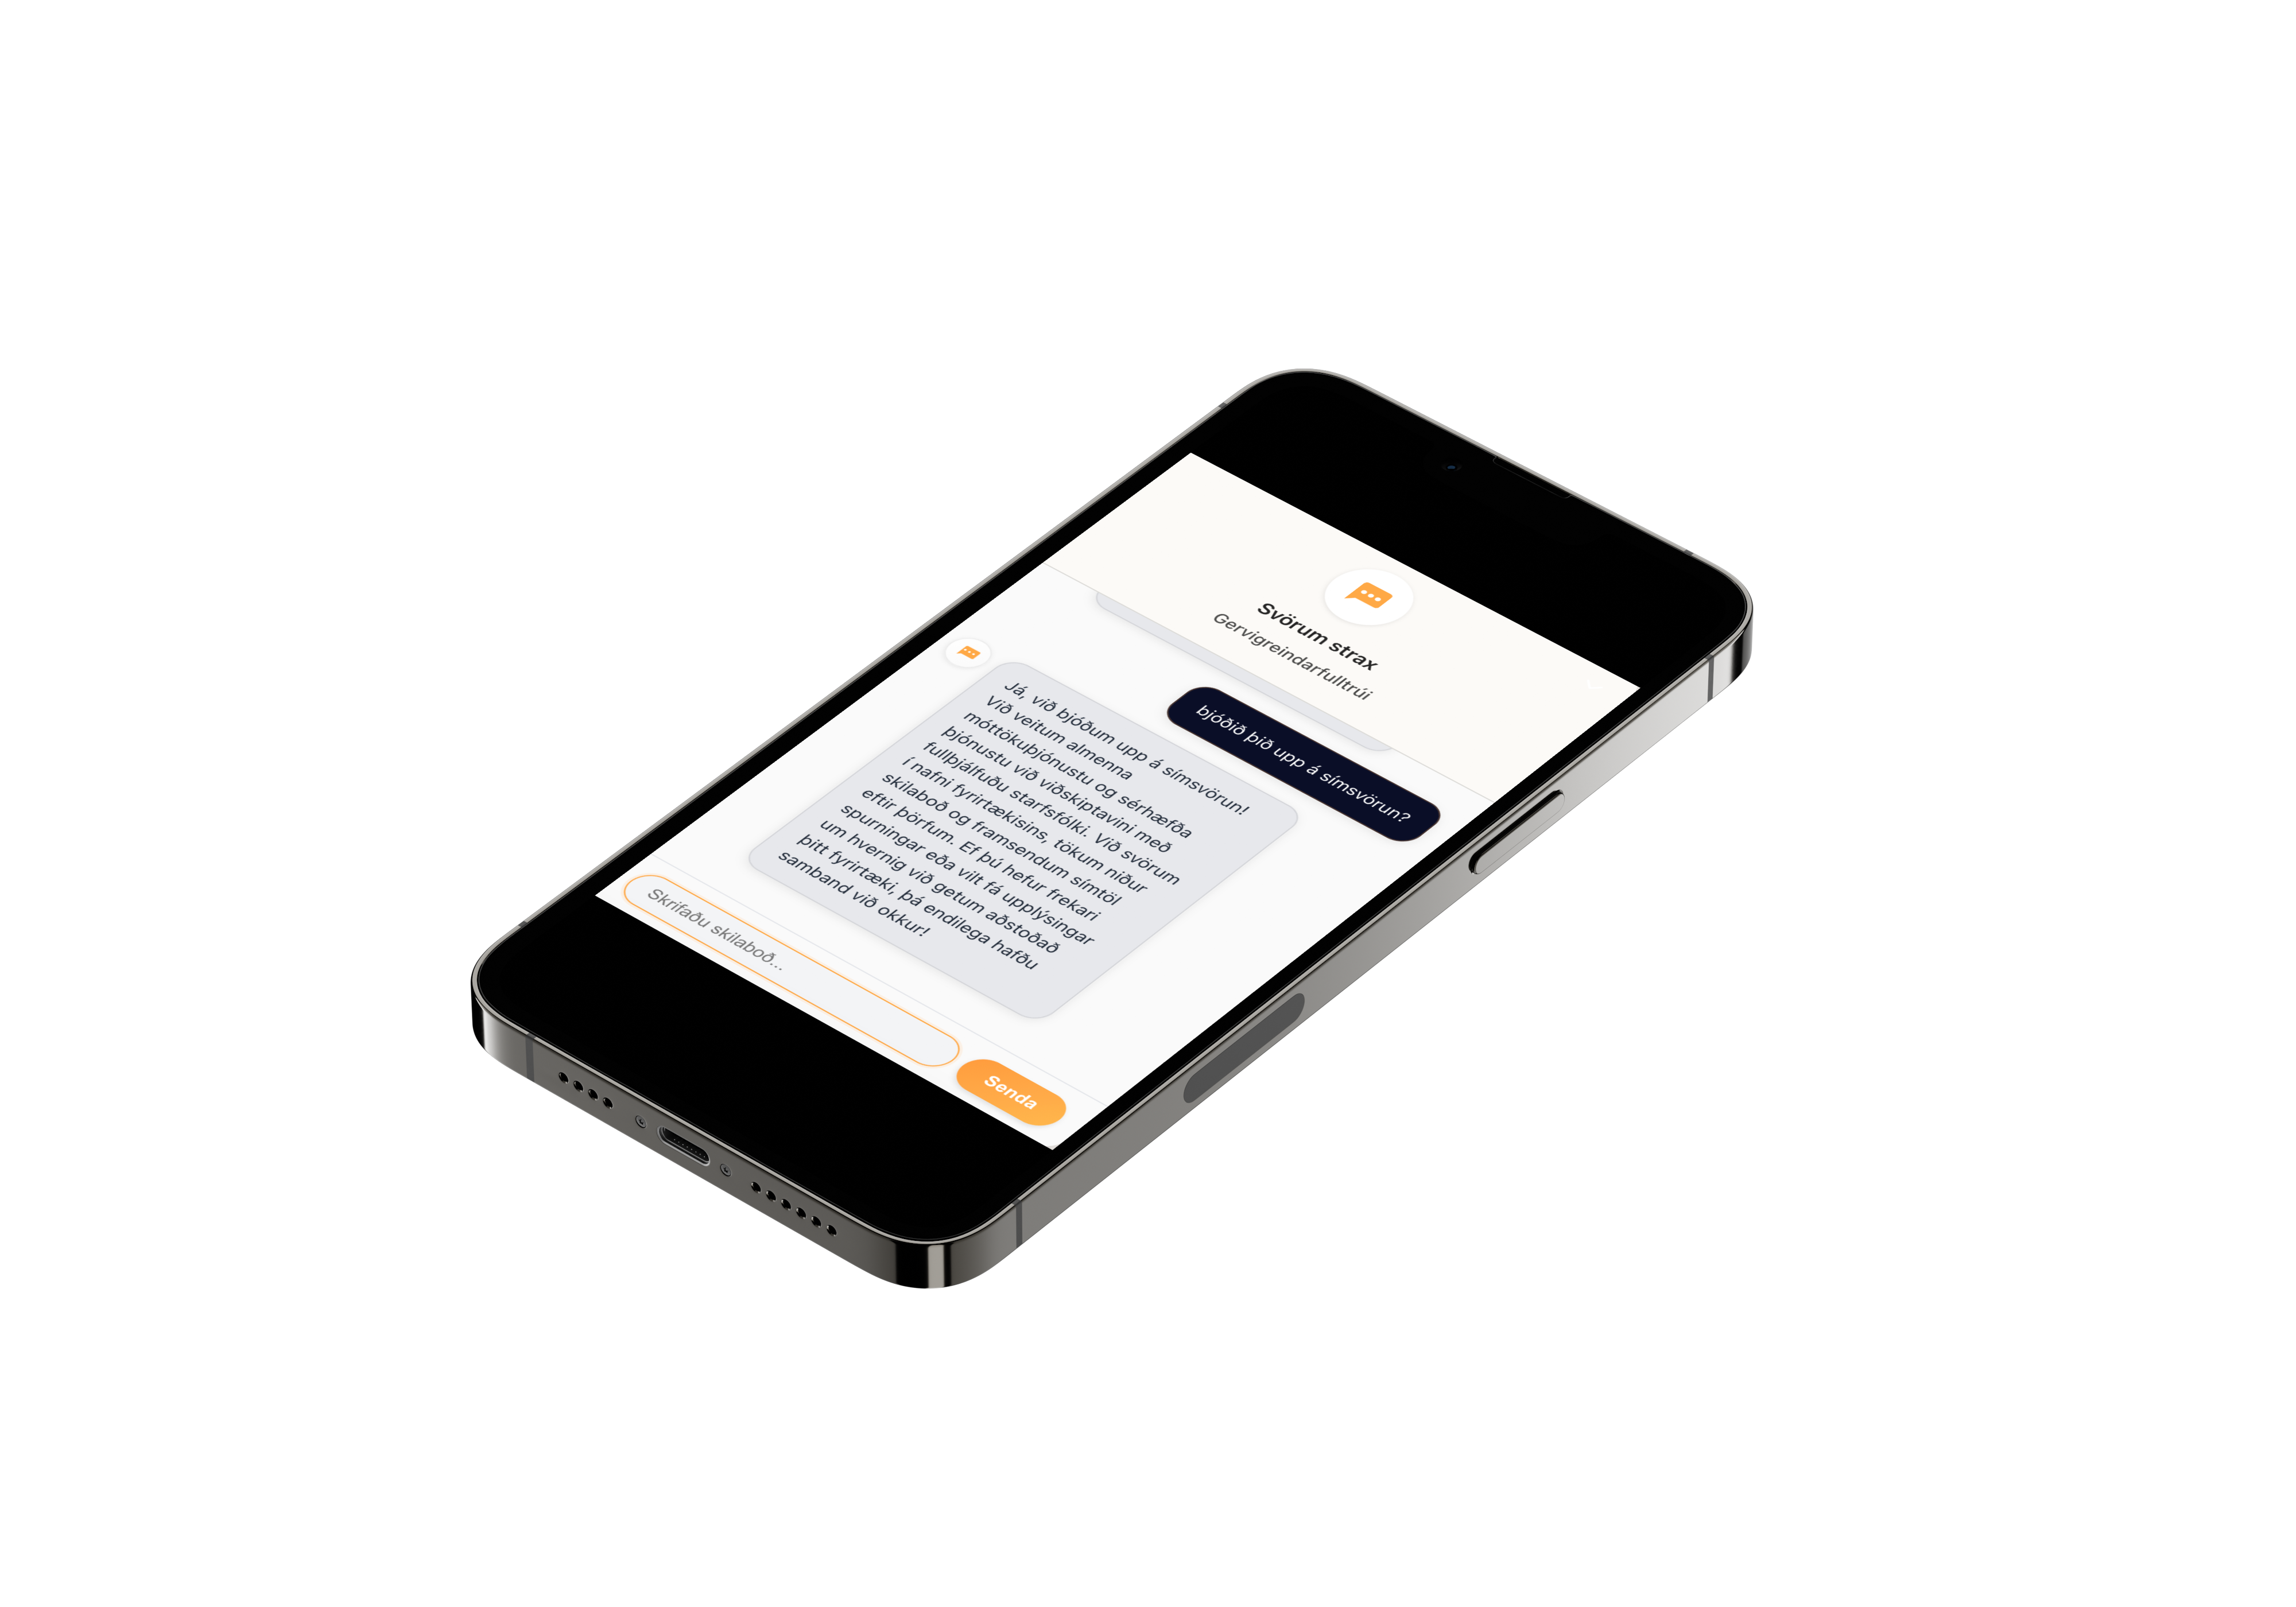 Svörum strax
Gervigreindarfulltrúi
bjóðið þið upp á símsvörun?
Já, við bjóðum upp á símsvörun!
Við veitum almenna
móttökuþjónustu og sérhæfða
þjónustu við viðskiptavini með
fullþjálfuðu starfsfólki. Við svörum
í nafni fyrirtækisins, tökum niður
skilaboð og framsendum símtöl
eftir þörfum. Ef þú hefur frekari
spurningar eða vilt fá upplýsingar
um hvernig við getum aðstoðað
þitt fyrirtæki, þá endilega hafðu
samband við okkur!
Skrifaðu skilaboð...
Senda